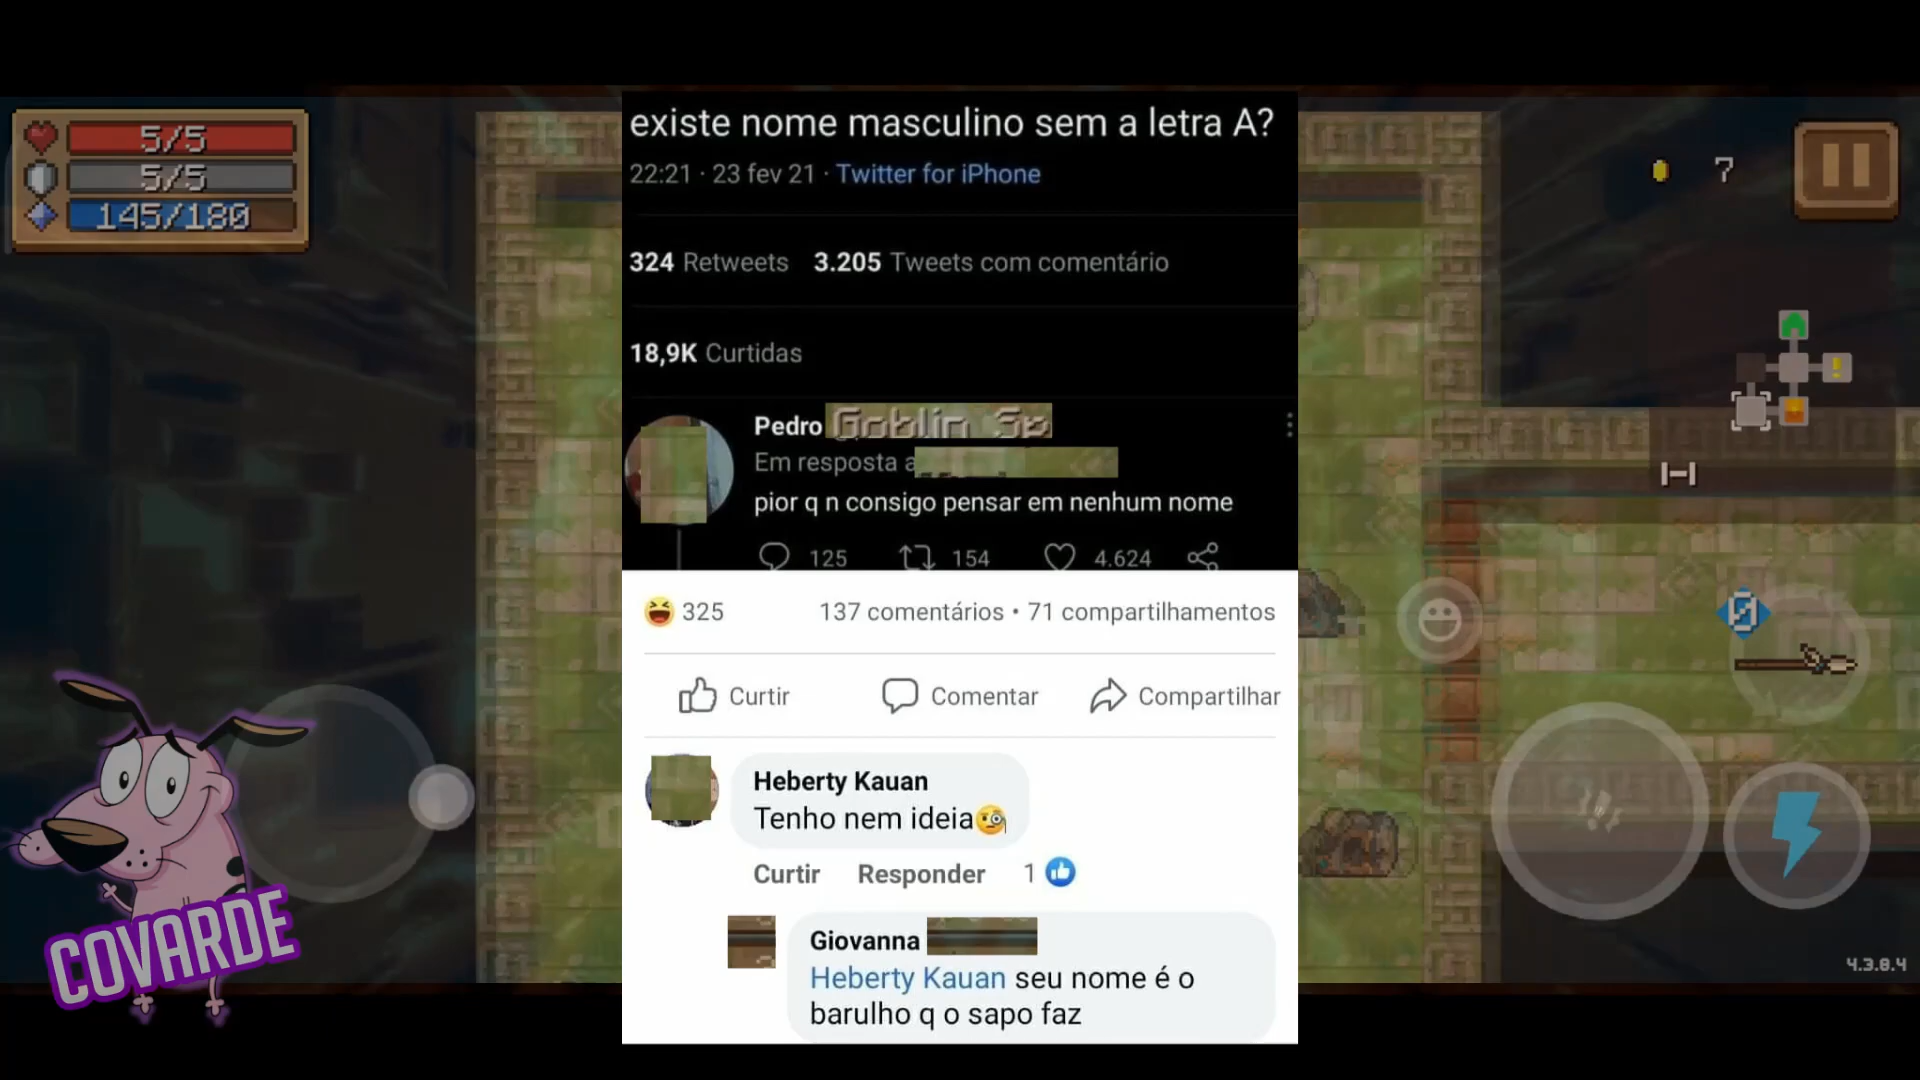 5/5
5/5
145/180
7
existe nome masculino sem a letra A?
22:21 · 23 fev 21 · Twitter for iPhone
324 Retweets 3.205 Tweets com comentário
18,9K Curtidas
Pedro Goblin
Em resposta a
pior q n consigo pensar em nenhum nome
125 154 4.624
325 137 comentários • 71 compartilhamentos
Curtir Comentar Compartilhar
Heberty Kauan
Tenho nem ideia
Curtir Responder 1
Giovanna
Heberty Kauan seu nome é o
barulho q o sapo faz
0
COVARDE
4.3.8.4